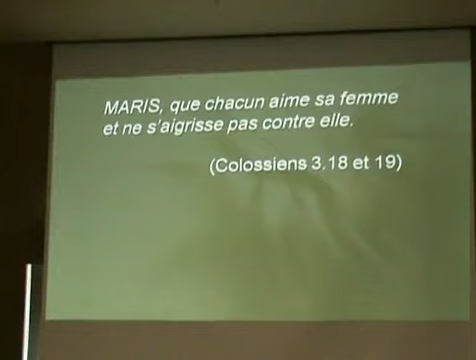 MARIS, que chacun aime sa femme
et ne s'aigrisse pas contre elle.
(Colossiens 3.18 et 19)